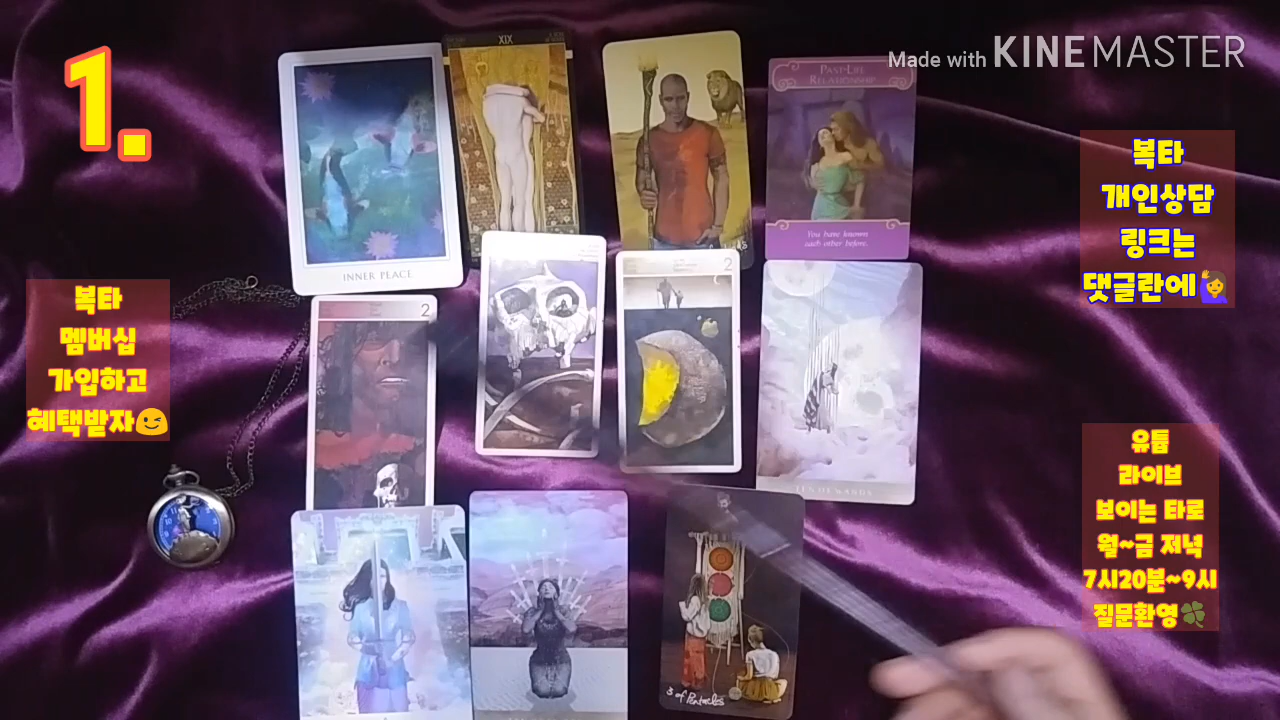 1.
Made with KINEMASTER
복타
개인상담
링크는
댓글란에🙋‍♀️
복타
멤버십
가입하고
혜택받자😉
유튭
라이브
보이는 타로
월~금 저녁
7시20분~9시
질문환영🍀
XIX
PAST-LIFE
RELATIONSHIP
You have known
each other before.
INNER PLACE
2
2
TEN OF WANDS
3 of Pentacles